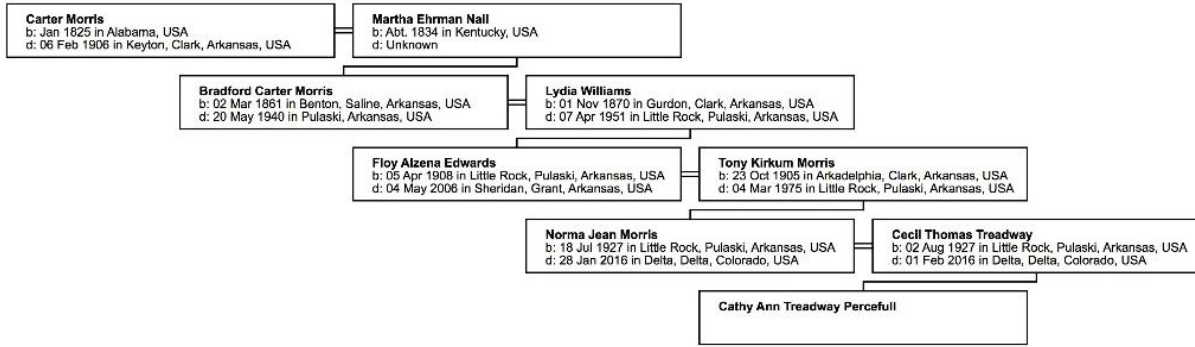 Carter Morris
b: Jan 1825 in Alabama, USA
d: 06 Feb 1906 in Keyton, Clark, Arkansas, USA
Martha Ehrman Nall
b: Abt. 1834 in Kentucky, USA
d: Unknown
Bradford Carter Morris
b: 02 Mar 1861 in Benton, Saline, Arkansas, USA
d: 20 May 1940 in Pulaski, Arkansas, USA
Lydia Williams
b: 01 Nov 1870 in Gurdon, Clark, Arkansas, USA
d: 07 Apr 1951 in Little Rock, Pulaski, Arkansas, USA
Floy Alzena Edwards
b: 05 Apr 1908 in Little Rock, Pulaski, Arkansas, USA
d: 04 May 2006 in Sheridan, Grant, Arkansas, USA
Tony Kirkum Morris
b: 23 Oct 1905 in Arkadelphia, Clark, Arkansas, USA
d: 04 Mar 1975 in Little Rock, Pulaski, Arkansas, USA
Norma Jean Morris
b: 18 Jul 1927 in Little Rock, Pulaski, Arkansas, USA
d: 28 Jan 2016 in Delta, Delta, Colorado, USA
Cecil Thomas Treadway
b: 02 Aug 1927 in Little Rock, Pulaski, Arkansas, USA
d: 01 Feb 2016 in Delta, Delta, Colorado, USA
Cathy Ann Treadway Percefull